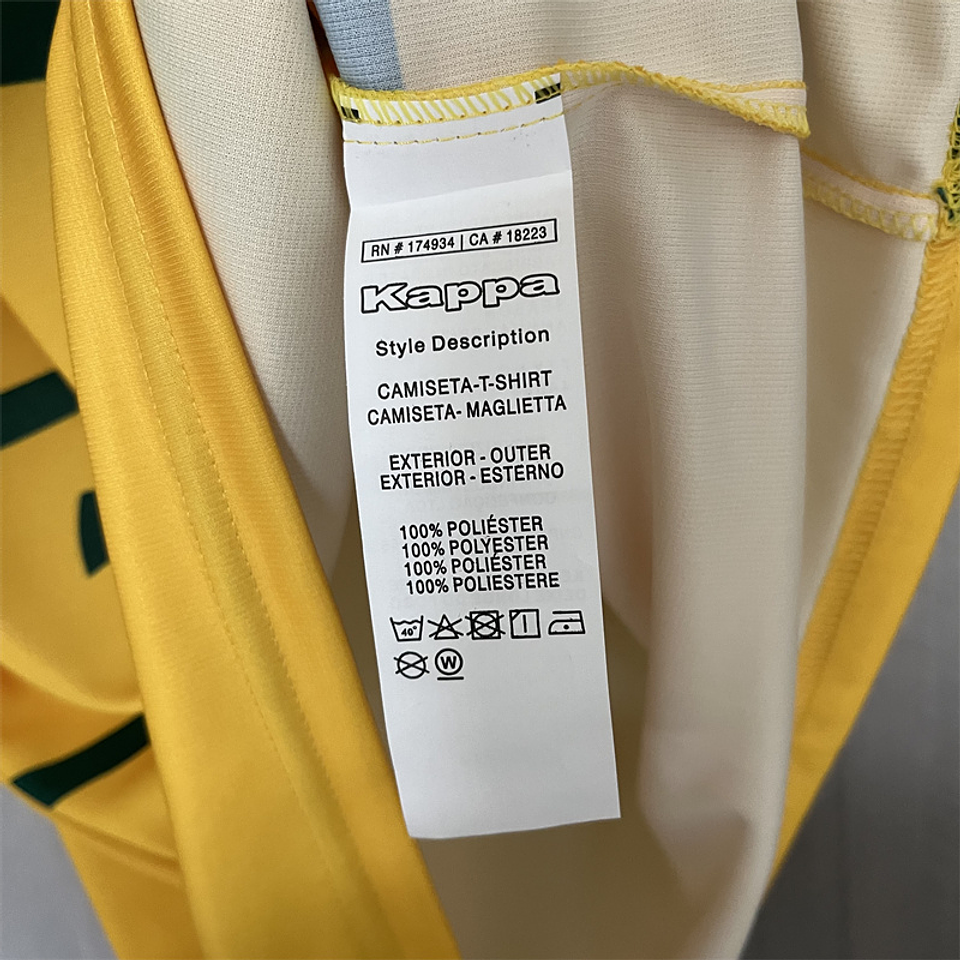 RN # 174934 | CA # 18223
Kappa
Style Description
CAMISETA-T-SHIRT
CAMISETA- MAGLIETTA
EXTERIOR - OUTER
EXTERIOR - ESTERNO
100% POLIÉSTER
100% POLYESTER
100% POLIÉSTER
100% POLIESTERE
40°
W